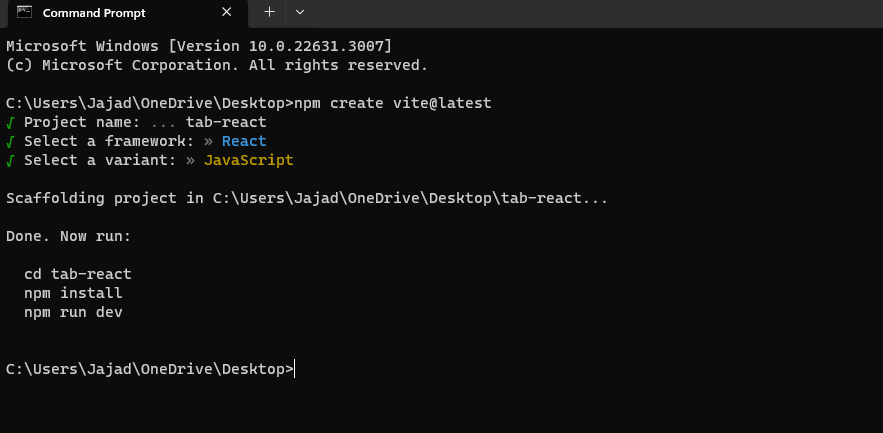 Command Prompt
Microsoft Windows [Version 10.0.22631.3007]
(c) Microsoft Corporation. All rights reserved.
C:\Users\Jajad\OneDrive\Desktop>npm create vite@latest
√ Project name: ... tab-react
√ Select a framework: » React
√ Select a variant: » JavaScript
Scaffolding project in C:\Users\Jajad\OneDrive\Desktop\tab-react...
Done. Now run:
cd tab-react
npm install
npm run dev
C:\Users\Jajad\OneDrive\Desktop>